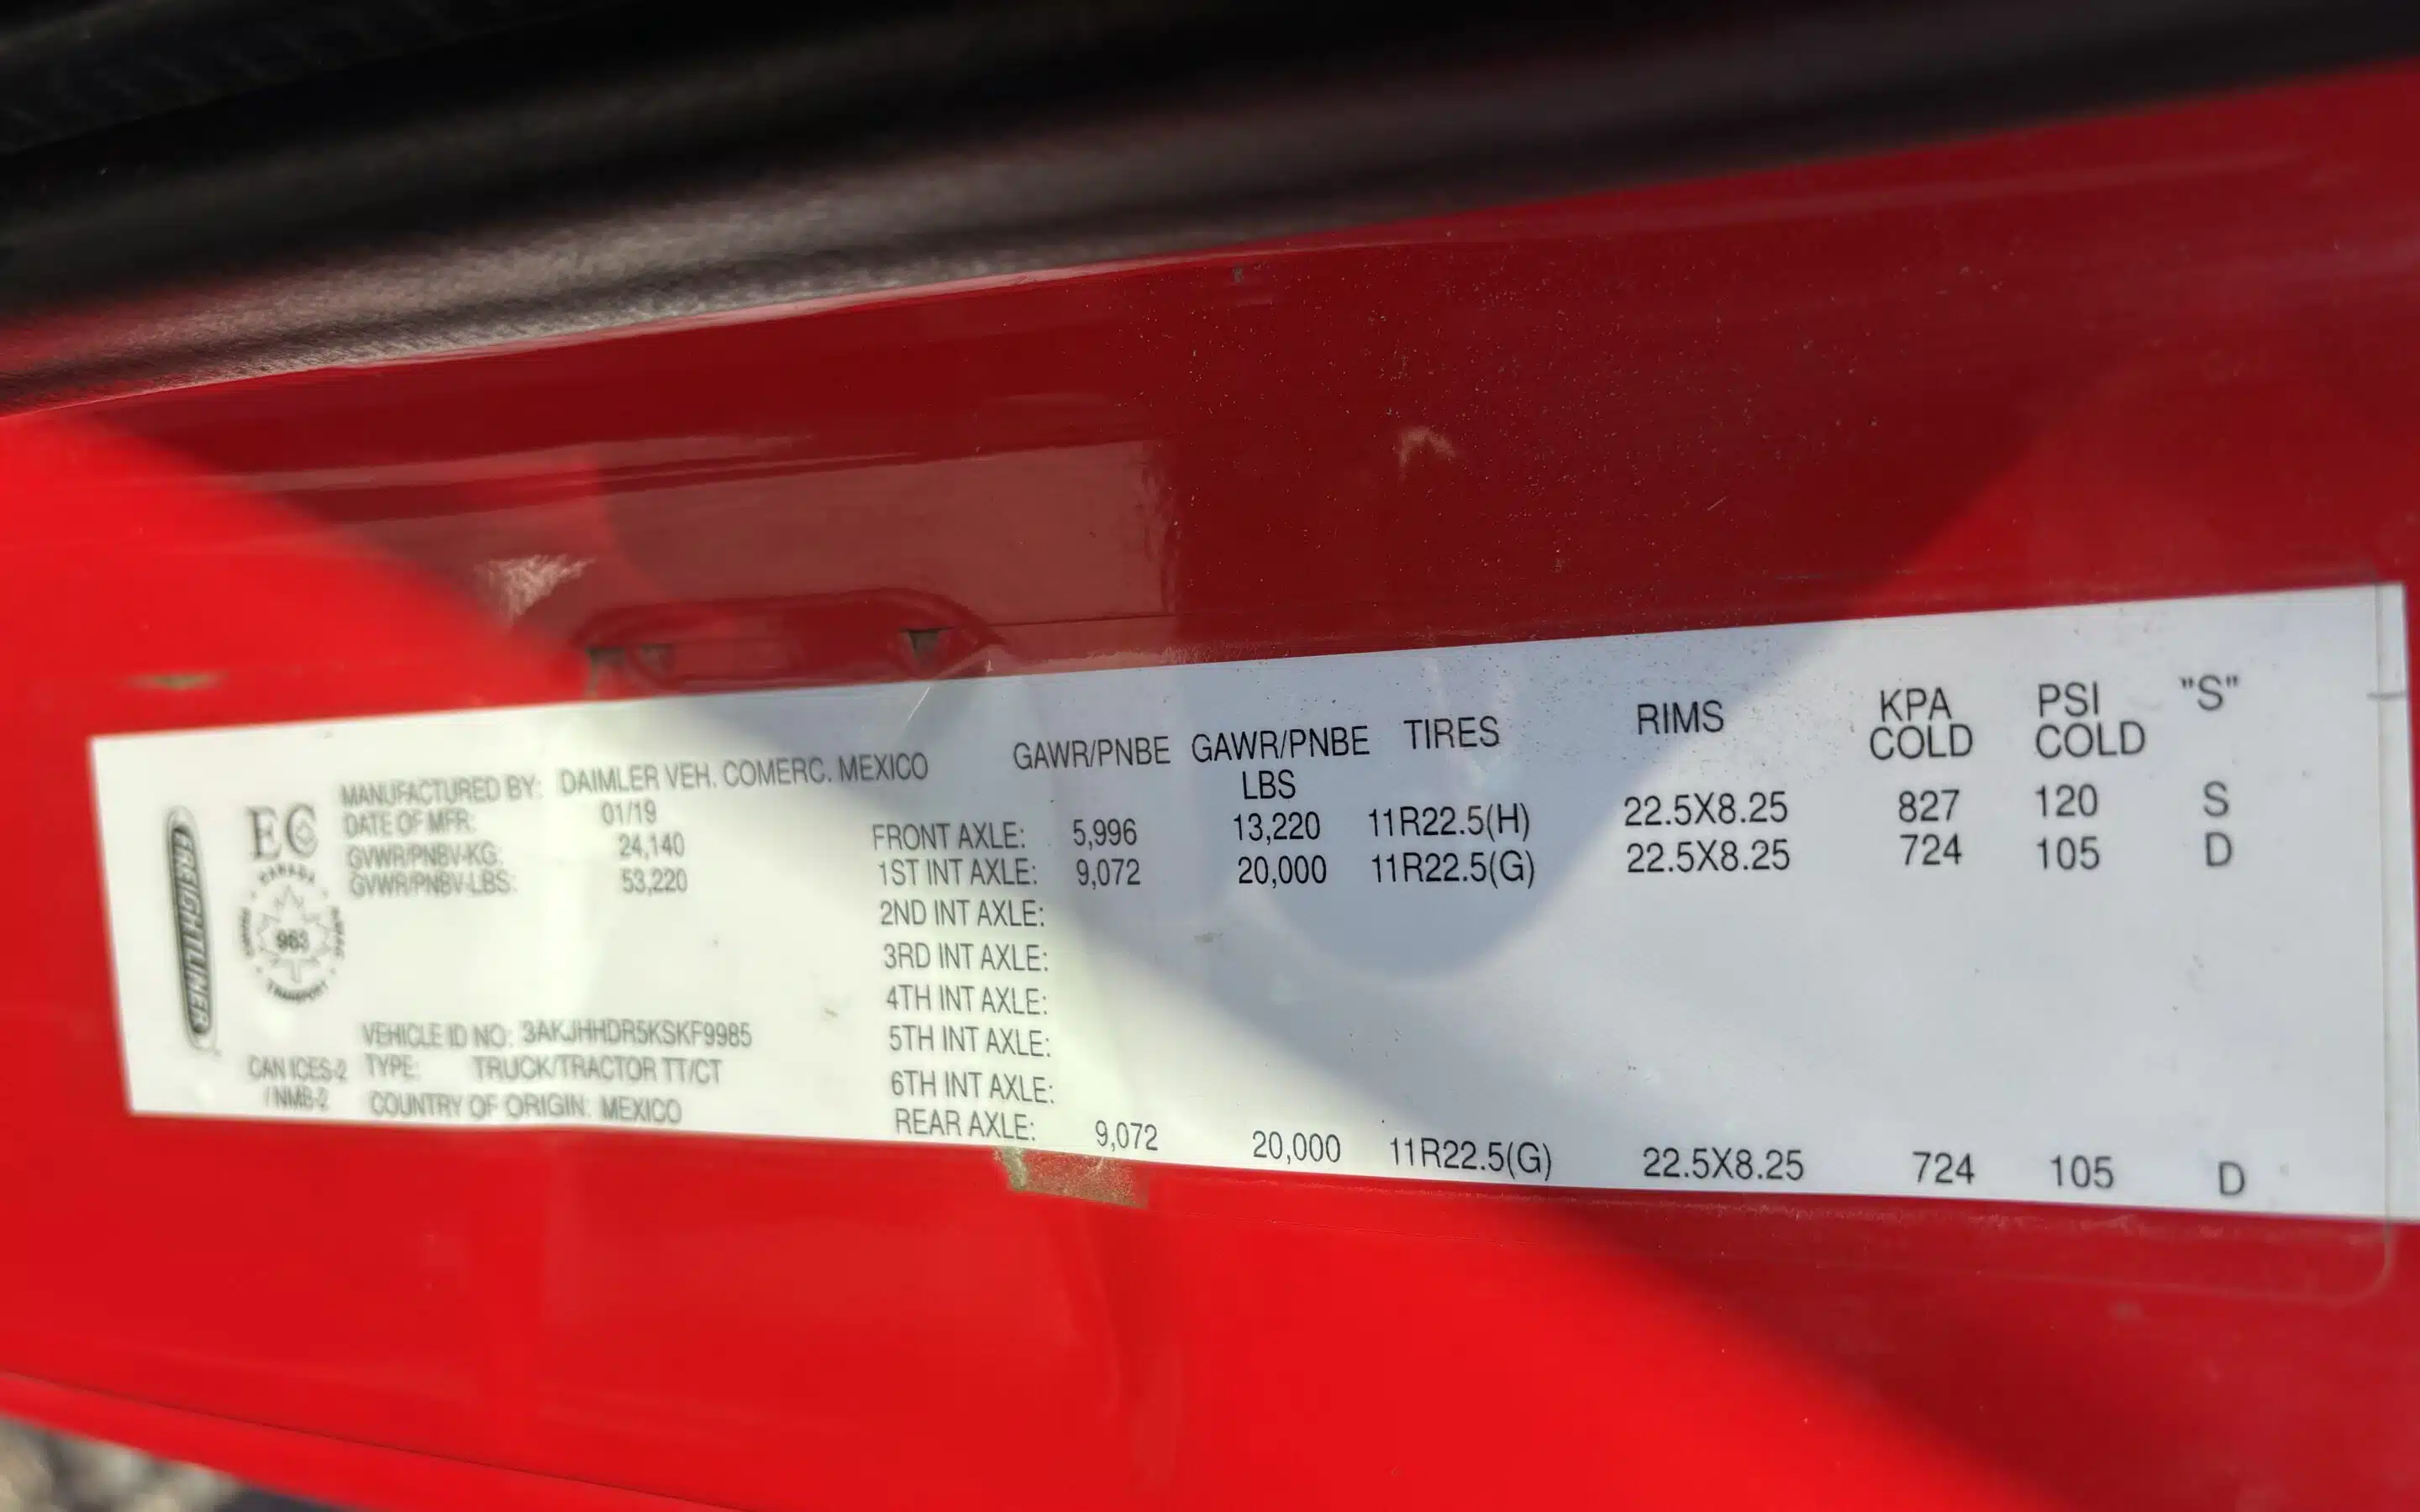 FREIGHTLINER
EC
CANADA
963
TRANSPORT
CAN ICES-2
/ NMB-2
MANUFACTURED BY: DAIMLER VEH. COMERC. MEXICO
DATE OF MFR: 01/19
GVWR/PNBV-KG: 24,140
GVWR/PNBV-LBS: 53,220
VEHICLE ID NO: 3AKJHHDR5KSKF9985
TYPE: TRUCK/TRACTOR TT/CT
COUNTRY OF ORIGIN: MEXICO
GAWR/PNBE GAWR/PNBE TIRES RIMS KPA PSI "S"
LBS COLD COLD
FRONT AXLE: 5,996 13,220 11R22.5(H) 22.5X8.25 827 120 S
1ST INT AXLE: 9,072 20,000 11R22.5(G) 22.5X8.25 724 105 D
2ND INT AXLE:
3RD INT AXLE:
4TH INT AXLE:
5TH INT AXLE:
6TH INT AXLE:
REAR AXLE: 9,072 20,000 11R22.5(G) 22.5X8.25 724 105 D